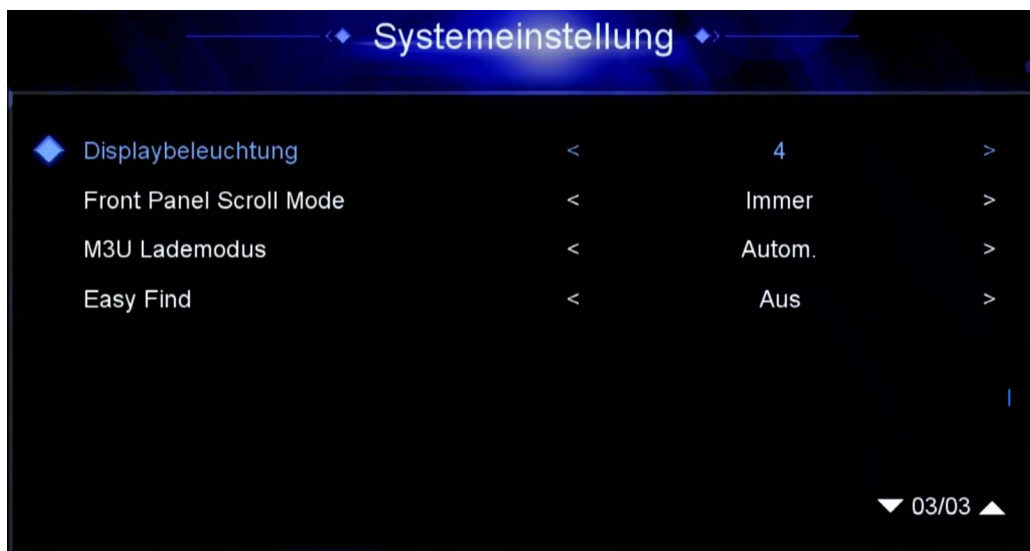 Systemeinstellung
Displaybeleuchtung < 4 >
Front Panel Scroll Mode < Immer >
M3U Lademodus < Autom. >
Easy Find < Aus >
03/03